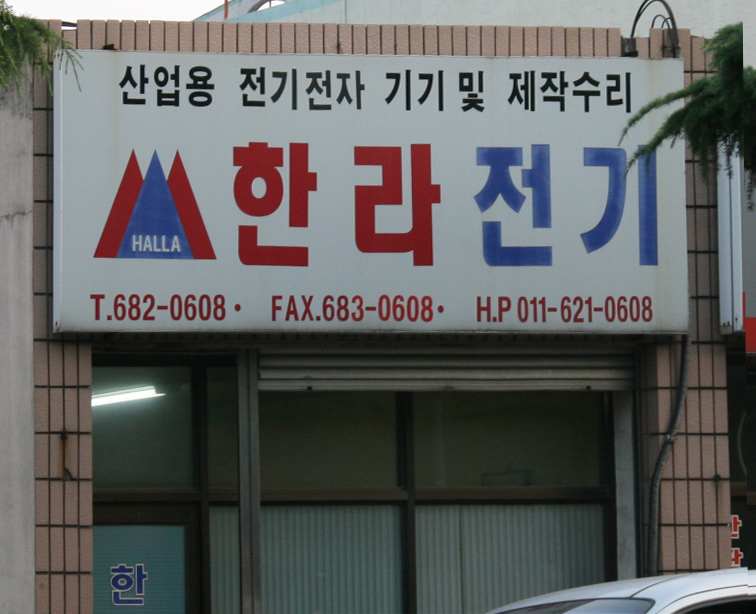 산업용 전기전자 기기 및 제작수리
HALLA 한라전기
T.682-0608 · FAX.683-0608 · H.P 011-621-0608
한